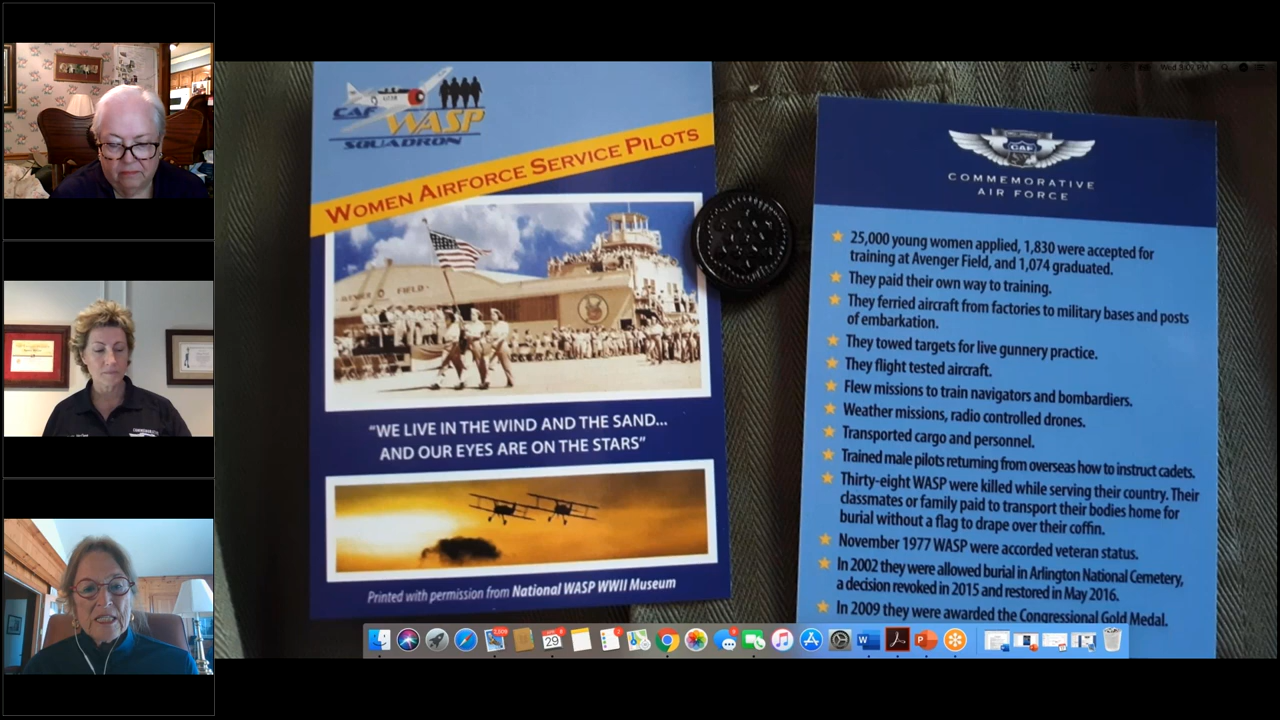 CAF WASP
SQUADRON
WOMEN AIRFORCE SERVICE PILOTS
AVENGER FIELD
"WE LIVE IN THE WIND AND THE SAND...
AND OUR EYES ARE ON THE STARS"
Printed with permission from National WASP WWII Museum
CAF
COMMEMORATIVE
AIR FORCE
25,000 young women applied, 1,830 were accepted for
training at Avenger Field, and 1,074 graduated.
They paid their own way to training.
They ferried aircraft from factories to military bases and posts
of embarkation.
They towed targets for live gunnery practice.
They flight tested aircraft.
Flew missions to train navigators and bombardiers.
Weather missions, radio controlled drones.
Transported cargo and personnel.
Trained male pilots returning from overseas how to instruct cadets.
Thirty-eight WASP were killed while serving their country. Their
classmates or family paid to transport their bodies home for
burial without a flag to drape over their coffin.
November 1977 WASP were accorded veteran status.
In 2002 they were allowed burial in Arlington National Cemetery,
a decision revoked in 2015 and restored in May 2016.
In 2009 they were awarded the Congressional Gold Medal.
29